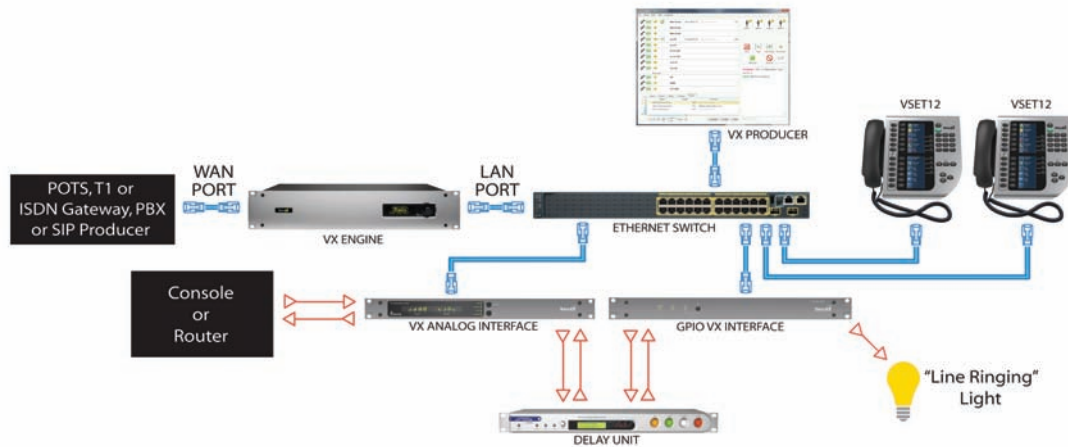 VX PRODUCER
VSET12
VSET12
WAN
PORT
LAN
PORT
POTS, T1 or
ISDN Gateway, PBX
or SIP Producer
VX ENGINE
ETHERNET SWITCH
Console
or
Router
VX ANALOG INTERFACE
GPIO VX INTERFACE
"Line Ringing"
Light
DELAY UNIT